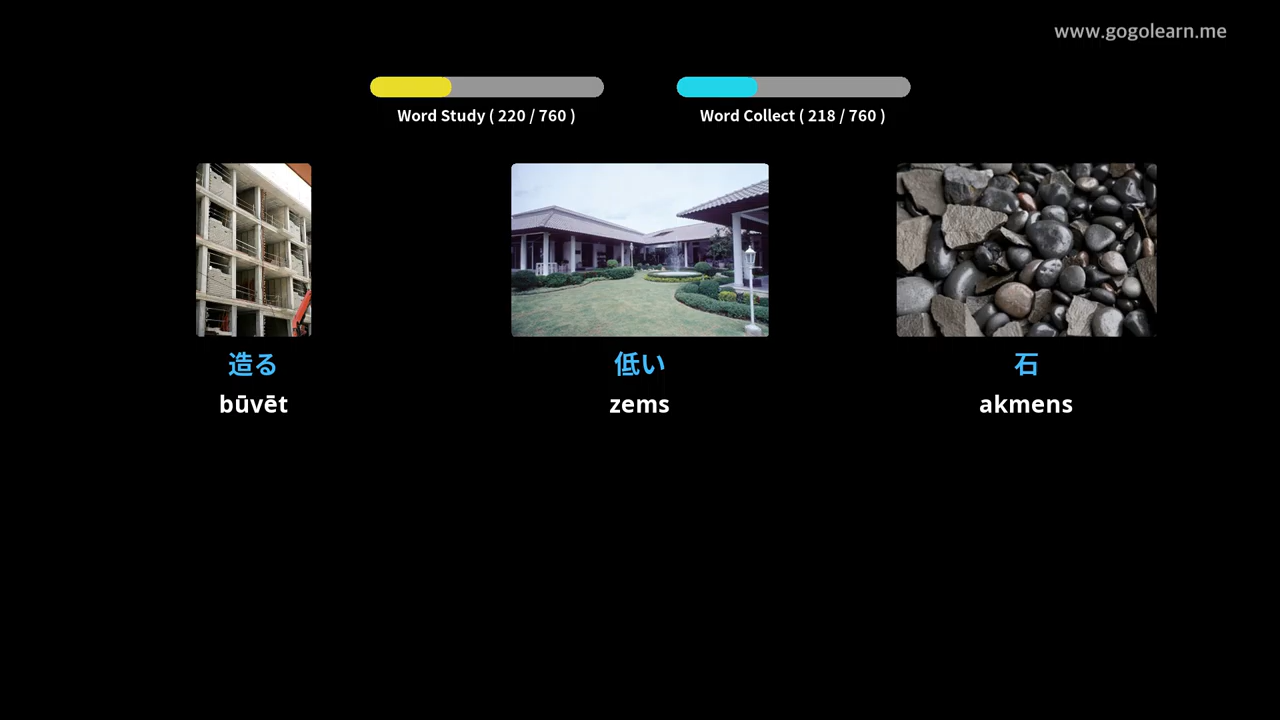 www.gogolearn.me
Word Study ( 220 / 760 )
Word Collect ( 218 / 760 )
造る
低い
石
būvēt
zems
akmens